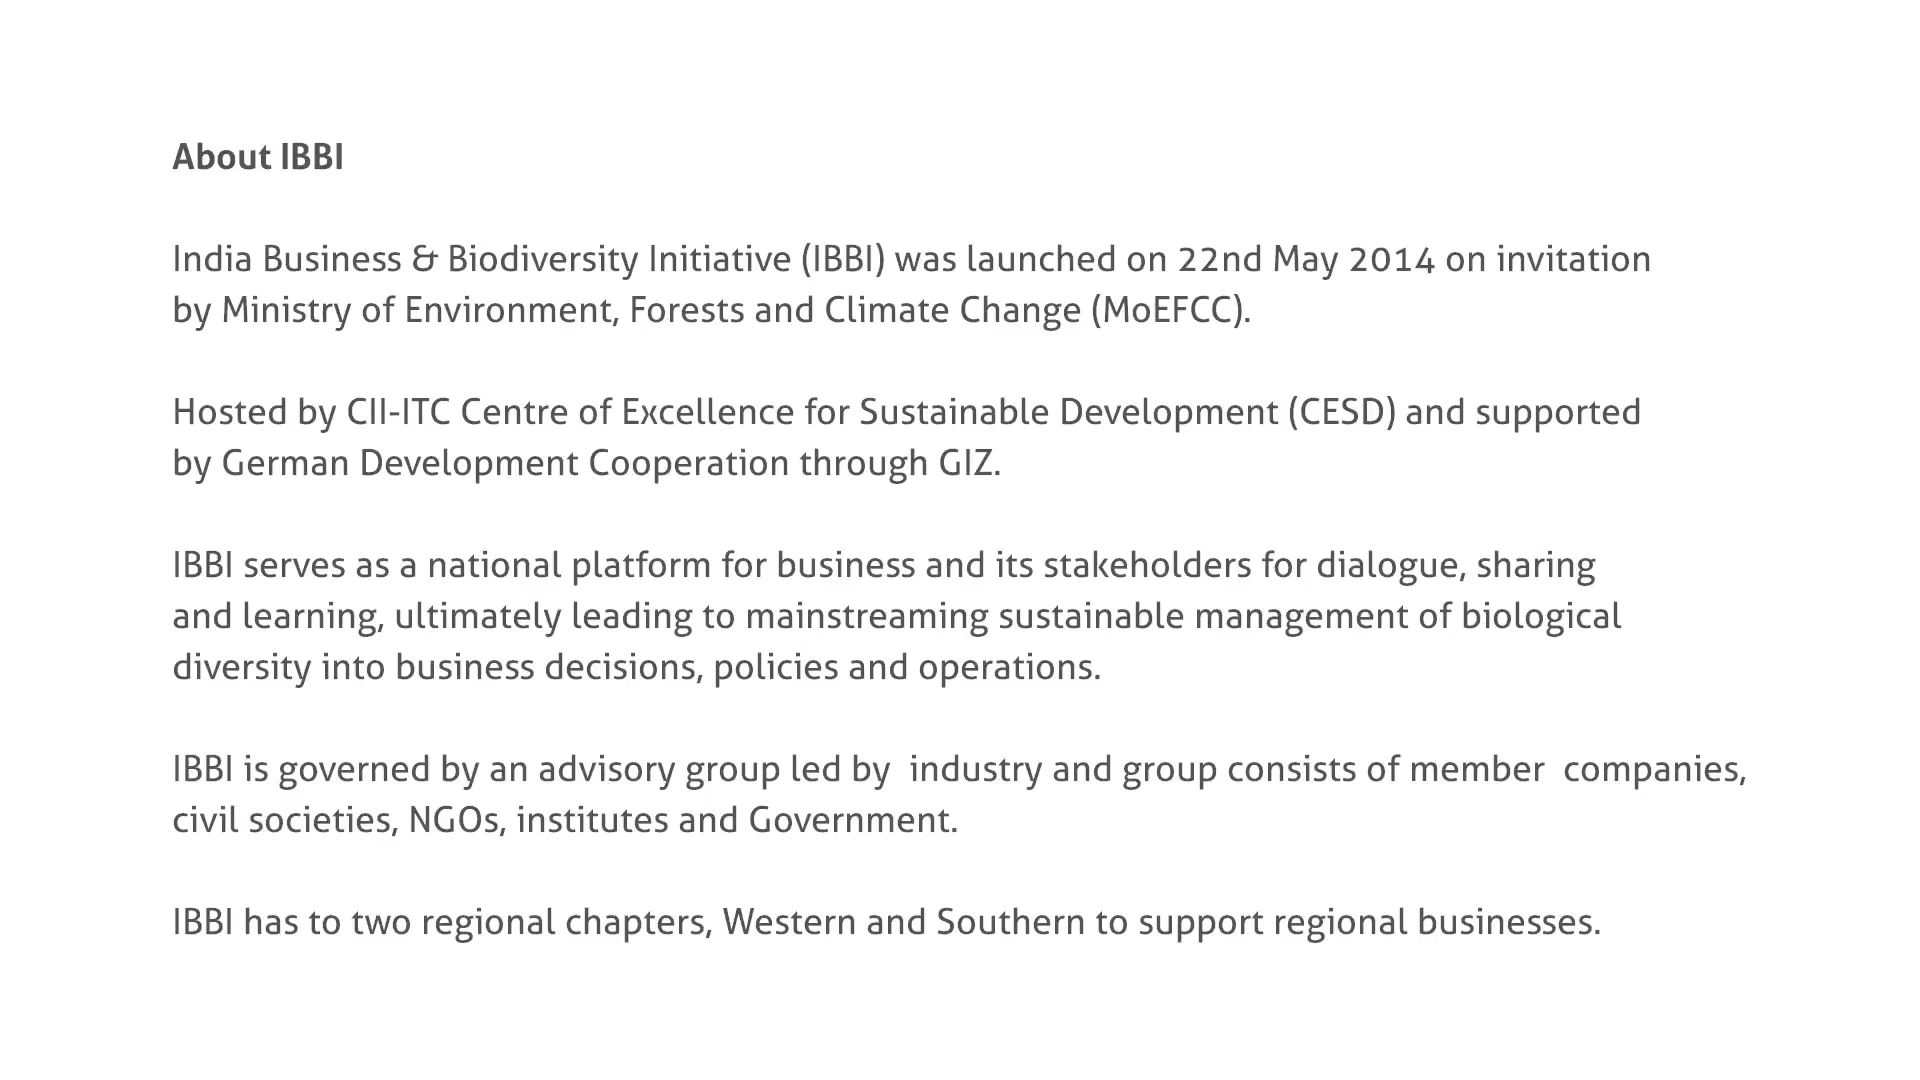 About IBBI
India Business & Biodiversity Initiative (IBBI) was launched on 22nd May 2014 on invitation
by Ministry of Environment, Forests and Climate Change (MoEFCC).
Hosted by CII-ITC Centre of Excellence for Sustainable Development (CESD) and supported
by German Development Cooperation through GIZ.
IBBI serves as a national platform for business and its stakeholders for dialogue, sharing
and learning, ultimately leading to mainstreaming sustainable management of biological
diversity into business decisions, policies and operations.
IBBI is governed by an advisory group led by  industry and group consists of member  companies,
civil societies, NGOs, institutes and Government.
IBBI has to two regional chapters, Western and Southern to support regional businesses.